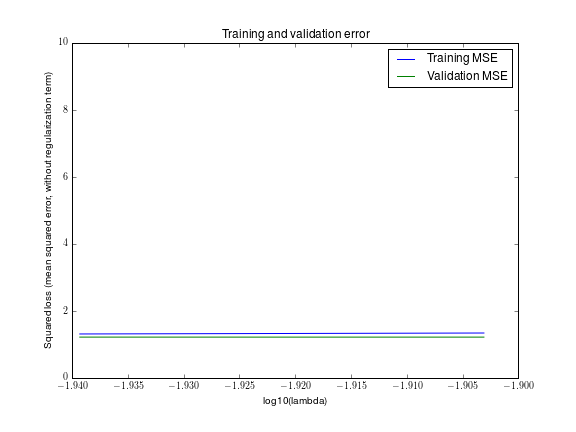 Training and validation error
Training MSE
Validation MSE
Squared loss (mean squared error, without regularization term)
10
8
6
4
2
0
−1.940 −1.935 −1.930 −1.925 −1.920 −1.915 −1.910 −1.905 −1.900
log10(lambda)